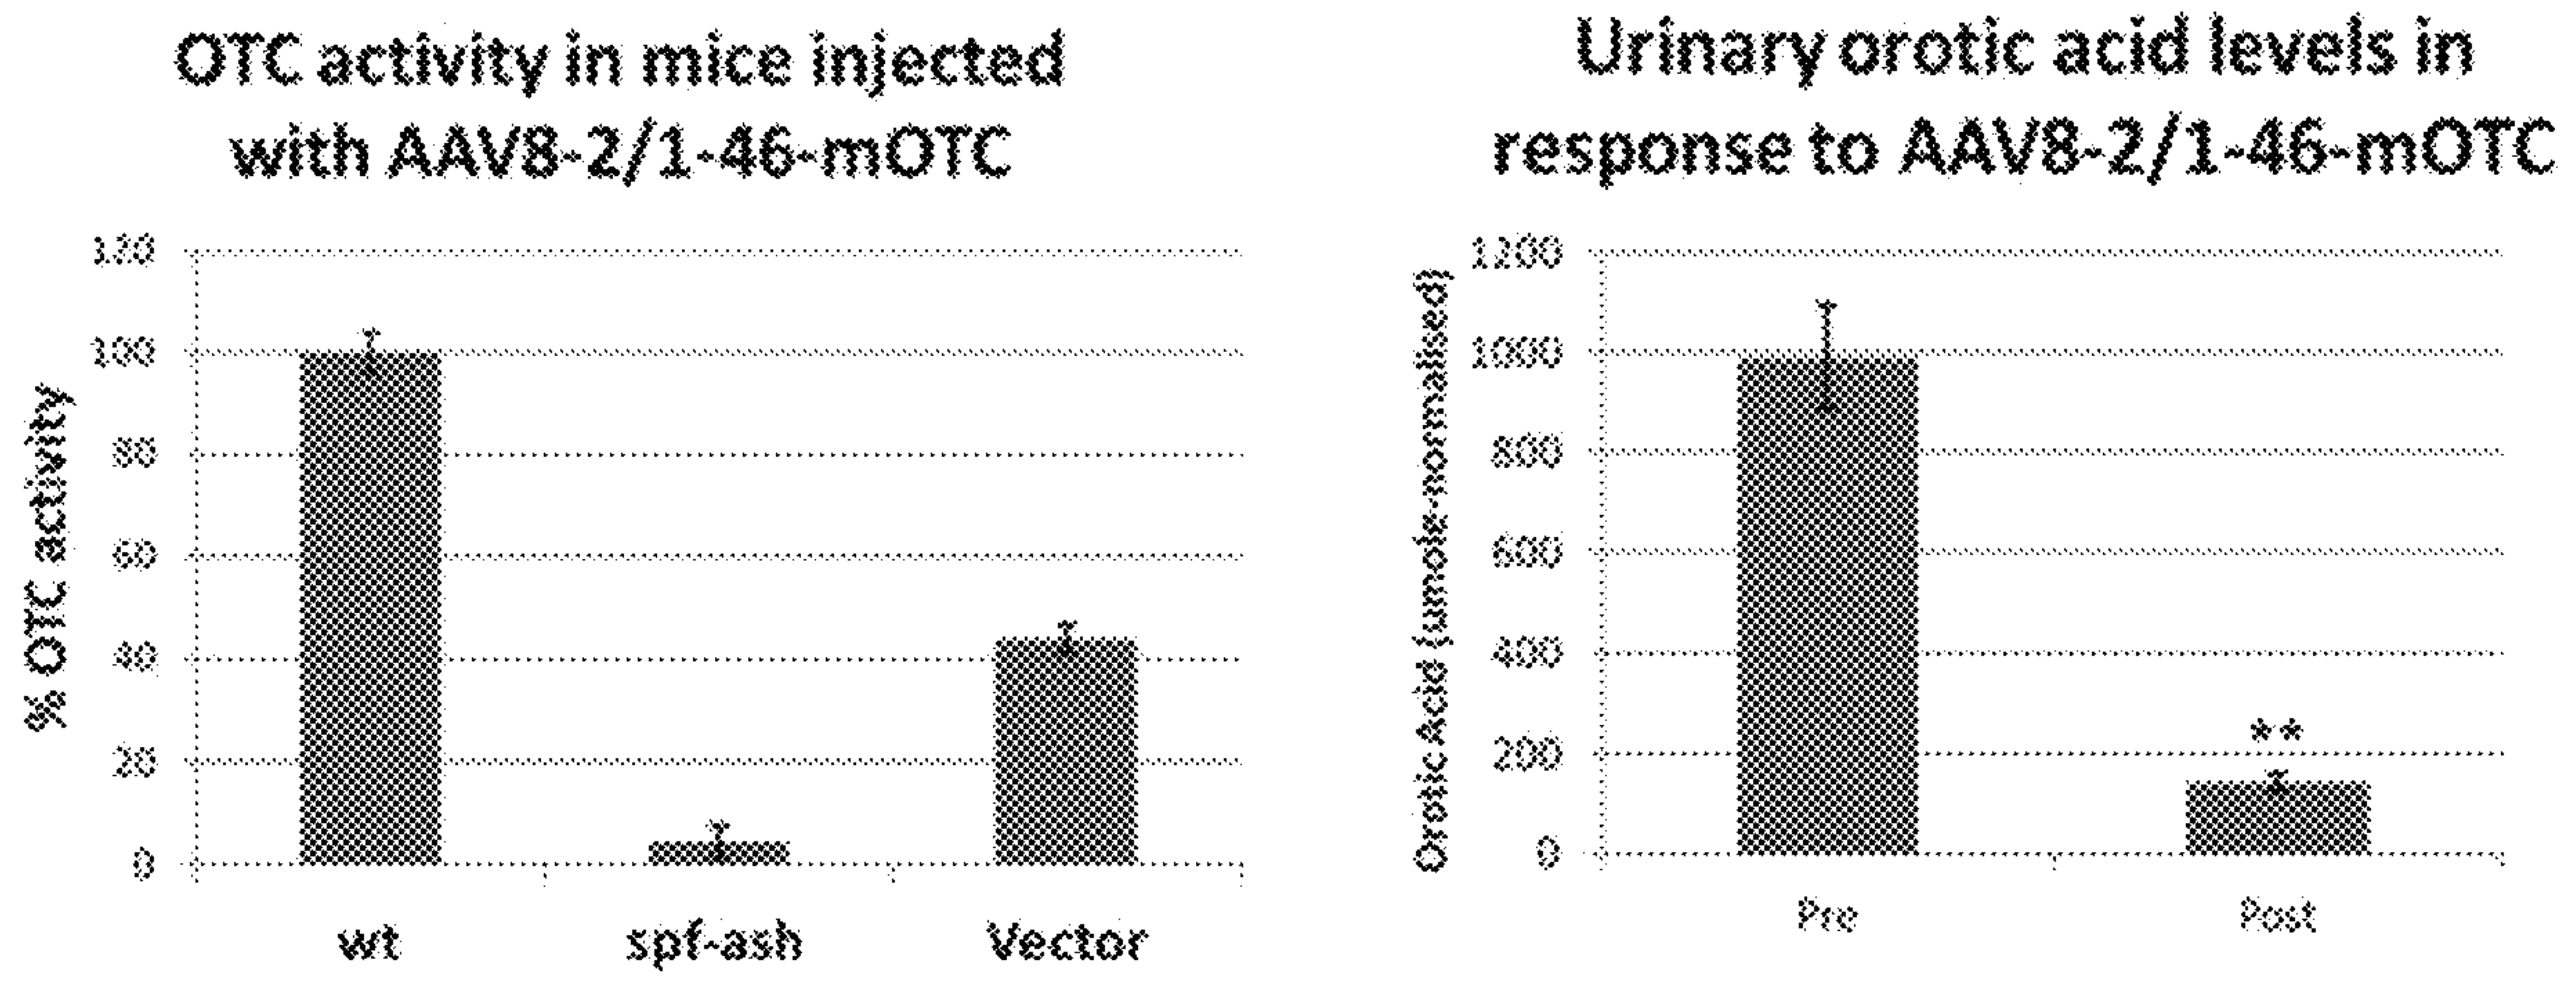 OTC activity in mice injected
with AAV8-2/1-46-mOTC
% OTC activity
120
100
80
60
40
20
0
wt
spf-ash
Vector
Urinary orotic acid levels in
response to AAV8-2/1-46-mOTC
Orotic Acid (umole-normalised)
1200
1000
800
600
400
200
0
**
Pre
Post